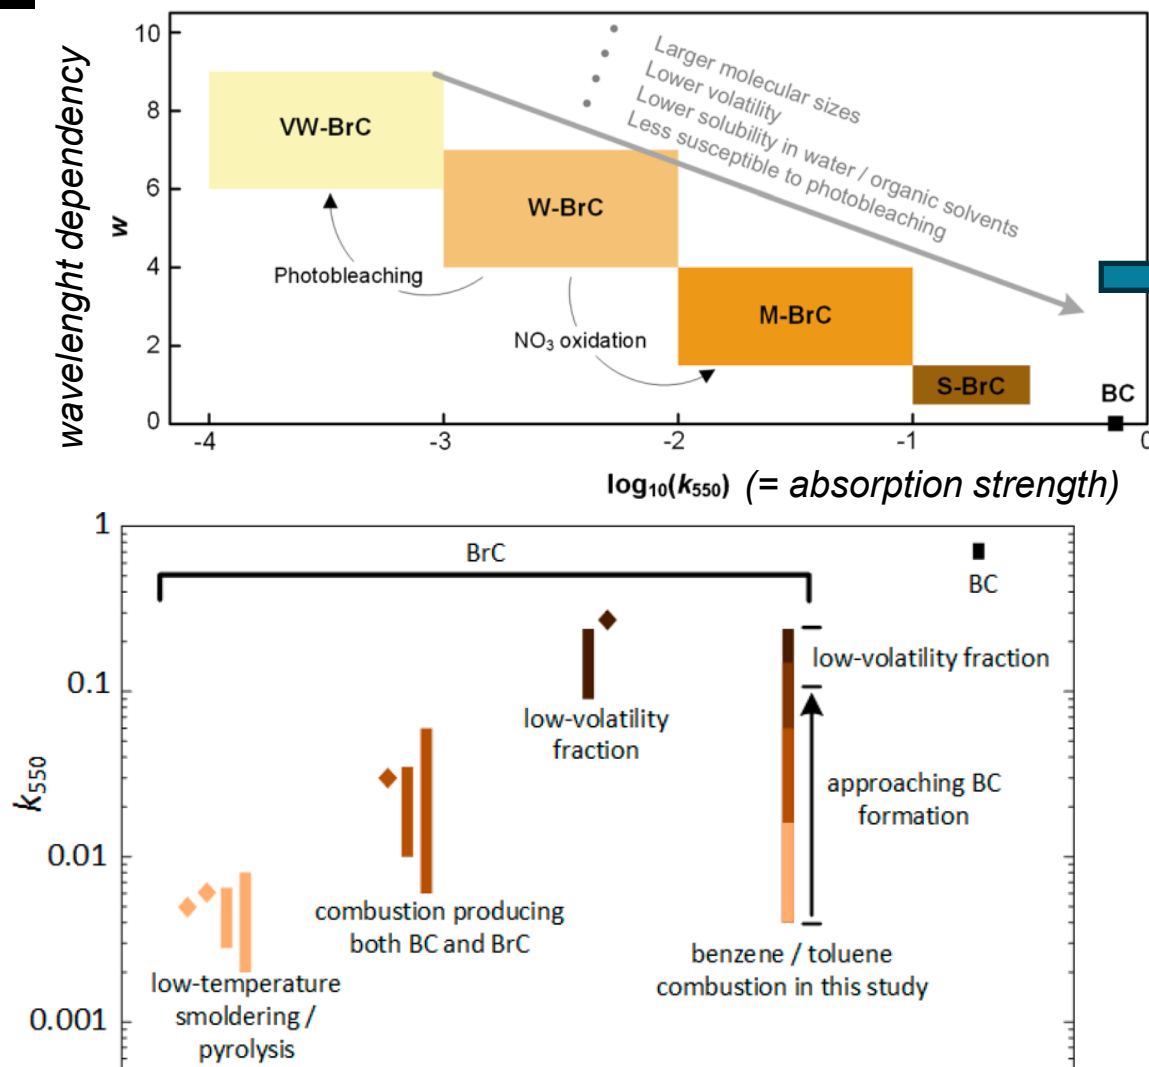 wavelenght dependency
w
10
8
6
4
2
0
Larger molecular sizes
Lower volatility
Lower solubility in water / organic solvents
Less susceptible to photobleaching
VW-BrC
W-BrC
M-BrC
S-BrC
BC
Photobleaching
NO₃ oxidation
-4
-3
-2
-1
0
log₁₀(k₅₅₀) (= absorption strength)
k₅₅₀
1
0.1
0.01
0.001
BrC
BC
low-volatility fraction
low-volatility
fraction
approaching BC
formation
combustion producing
both BC and BrC
benzene / toluene
combustion in this study
low-temperature
smoldering /
pyrolysis